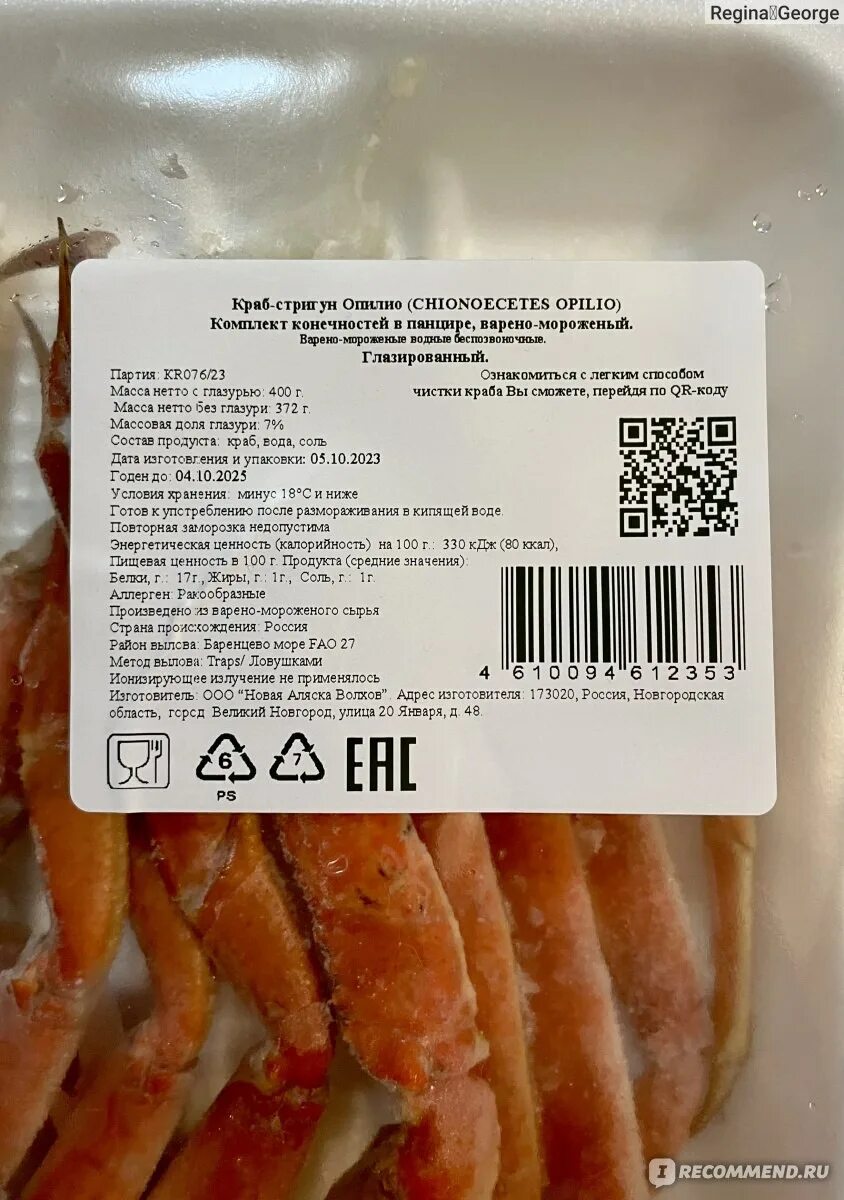 Regina George
Краб-стригун Опилио (CHIONOECETES OPILIO)
Комплект конечностей в панцире, варено-мороженый.
Варено-мороженые водные беспозвоночные.
Глазированный.
Партия: KR076/23
Масса нетто с глазурью: 400 г.
Масса нетто без глазури: 372 г.
Массовая доля глазури: 7%
Состав продукта: краб, вода, соль
Дата изготовления и упаковки: 05.10.2023
Годен до: 04.10.2025
Условия хранения: минус 18°С и ниже
Готов к употреблению после размораживания в кипящей воде.
Повторная заморозка недопустима
Энергетическая ценность (калорийность) на 100 г.: 330 кДж (80 ккал),
Пищевая ценность в 100 г. Продукта (средние значения):
Белки, г.: 17г., Жиры, г.: 1г., Соль, г.: 1г.
Аллерген: Ракообразные
Произведено из варено-мороженого сырья
Страна происхождения: Россия
Район вылова: Баренцево море FAO 27
Метод вылова: Traps/ Ловушками
Ионизирующее излучение не применялось
Изготовитель: ООО “Новая Аляска Волхов”. Адрес изготовителя: 173020, Россия, Новгородская
область, город Великий Новгород, улица 20 Января, д. 48.
Ознакомиться с легким способом
чистки краба Вы сможете, перейдя по QR-коду
4 610094 612353
6
PS
7
EAC
IRECOMMEND.RU